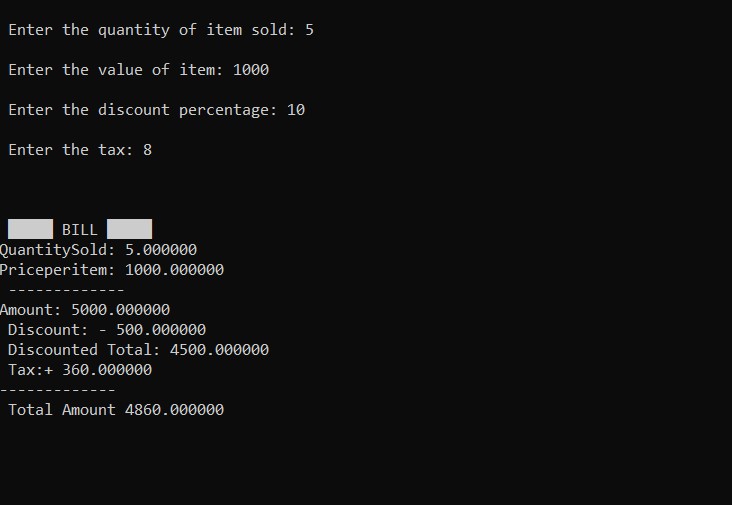 Enter the quantity of item sold: 5
Enter the value of item: 1000
Enter the discount percentage: 10
Enter the tax: 8
█████ BILL █████
QuantitySold: 5.000000
Priceperitem: 1000.000000
-------------
Amount: 5000.000000
Discount: - 500.000000
Discounted Total: 4500.000000
Tax:+ 360.000000
-------------
Total Amount 4860.000000